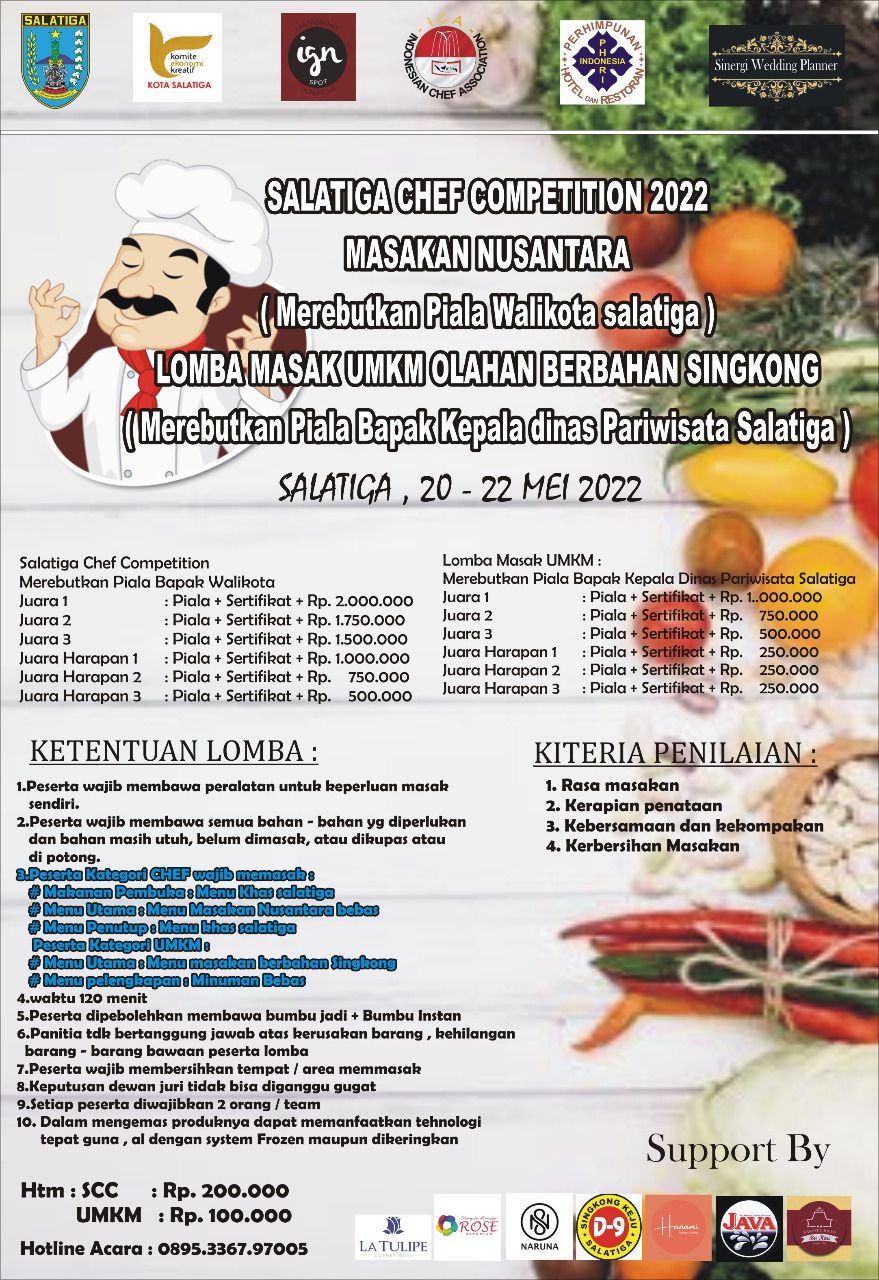 SALATIGA
komite
ekonomi
kreatif
KOTA SALATIGA
ign
SPOT
INDONESIA
ICA
INDONESIAN CHEF ASSOCIATION
PERHIMPUNAN
PHRI
INDONESIA
HOTEL DAN RESTORAN
Sinergi Wedding Planner
SALATIGA CHEF COMPETITION 2022
MASAKAN NUSANTARA
( Merebutkan Piala Walikota salatiga )
LOMBA MASAK UMKM OLAHAN BERBAHAN SINGKONG
( Merebutkan Piala Bapak Kepala dinas Pariwisata Salatiga )
SALATIGA , 20 - 22 MEI 2022
Salatiga Chef Competition
Merebutkan Piala Bapak Walikota
Juara 1 : Piala + Sertifikat + Rp. 2.000.000
Juara 2 : Piala + Sertifikat + Rp. 1.750.000
Juara 3 : Piala + Sertifikat + Rp. 1.500.000
Juara Harapan 1 : Piala + Sertifikat + Rp. 1.000.000
Juara Harapan 2 : Piala + Sertifikat + Rp. 750.000
Juara Harapan 3 : Piala + Sertifikat + Rp. 500.000
Lomba Masak UMKM :
Merebutkan Piala Bapak Kepala Dinas Pariwisata Salatiga
Juara 1 : Piala + Sertifikat + Rp. 1..000.000
Juara 2 : Piala + Sertifikat + Rp. 750.000
Juara 3 : Piala + Sertifikat + Rp. 500.000
Juara Harapan 1 : Piala + Sertifikat + Rp. 250.000
Juara Harapan 2 : Piala + Sertifikat + Rp. 250.000
Juara Harapan 3 : Piala + Sertifikat + Rp. 250.000
KETENTUAN LOMBA :
1.Peserta wajib membawa peralatan untuk keperluan masak
sendiri.
2.Peserta wajib membawa semua bahan - bahan yg diperlukan
dan bahan masih utuh, belum dimasak, atau dikupas atau
di potong.
3.Peserta Kategori CHEF wajib memasak :
# Makanan Pembuka : Menu Khas salatiga
# Menu Utama : Menu Masakan Nusantara bebas
# Menu Penutup : Menu khas salatiga
Peserta Kategori UMKM :
# Menu Utama : Menu masakan berbahan Singkong
# Menu pelengkapan : Minuman Bebas
4.waktu 120 menit
5.Peserta dipebolehkan membawa bumbu jadi + Bumbu Instan
6.Panitia tdk bertanggung jawab atas kerusakan barang , kehilangan
barang - barang bawaan peserta lomba
7.Peserta wajib membersihkan tempat / area memmasak
8.Keputusan dewan juri tidak bisa diganggu gugat
9.Setiap peserta diwajibkan 2 orang / team
10. Dalam mengemas produknya dapat memanfaatkan tehnologi
tepat guna , al dengan system Frozen maupun dikeringkan
KITERIA PENILAIAN :
1. Rasa masakan
2. Kerapian penataan
3. Kebersamaan dan kekompakan
4. Kerbersihan Masakan
Htm : SCC : Rp. 200.000
UMKM : Rp. 100.000
Hotline Acara : 0895.3367.97005
Support By
LA TULIPE
ROSE
NARUNA
SINGKONG KEJU
D-9
SALATIGA
Hanami
JAVA